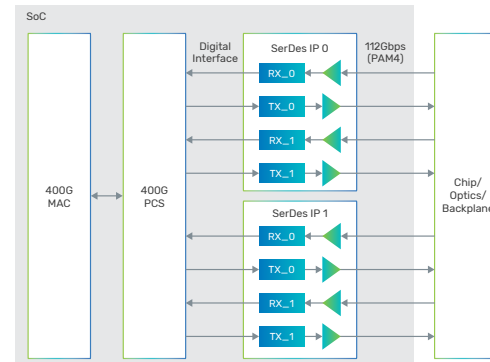 SoC
400G
MAC
400G
PCS
Digital
Interface
SerDes IP 0
RX_0
TX_0
RX_1
TX_1
112Gbps
(PAM4)
SerDes IP 1
RX_0
TX_0
RX_1
TX_1
Chip/
Optics/
Backplane